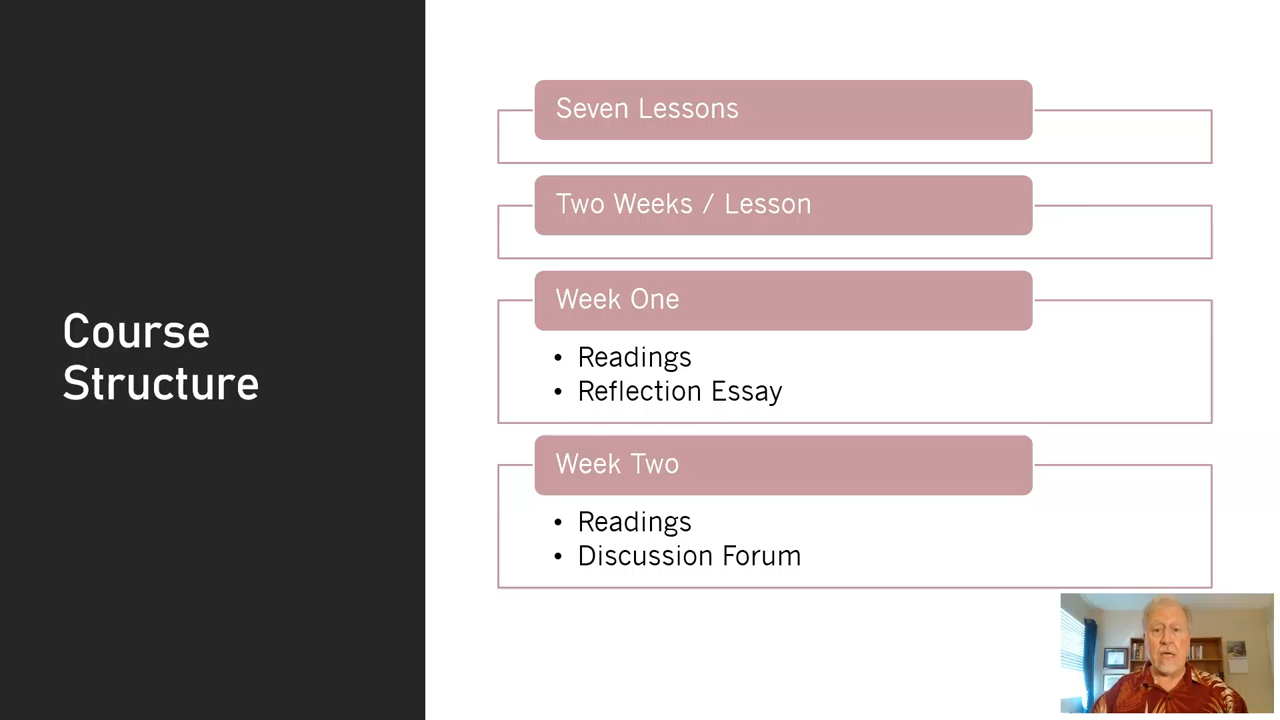 Course
Structure
Seven Lessons
Two Weeks / Lesson
Week One
• Readings
• Reflection Essay
Week Two
• Readings
• Discussion Forum